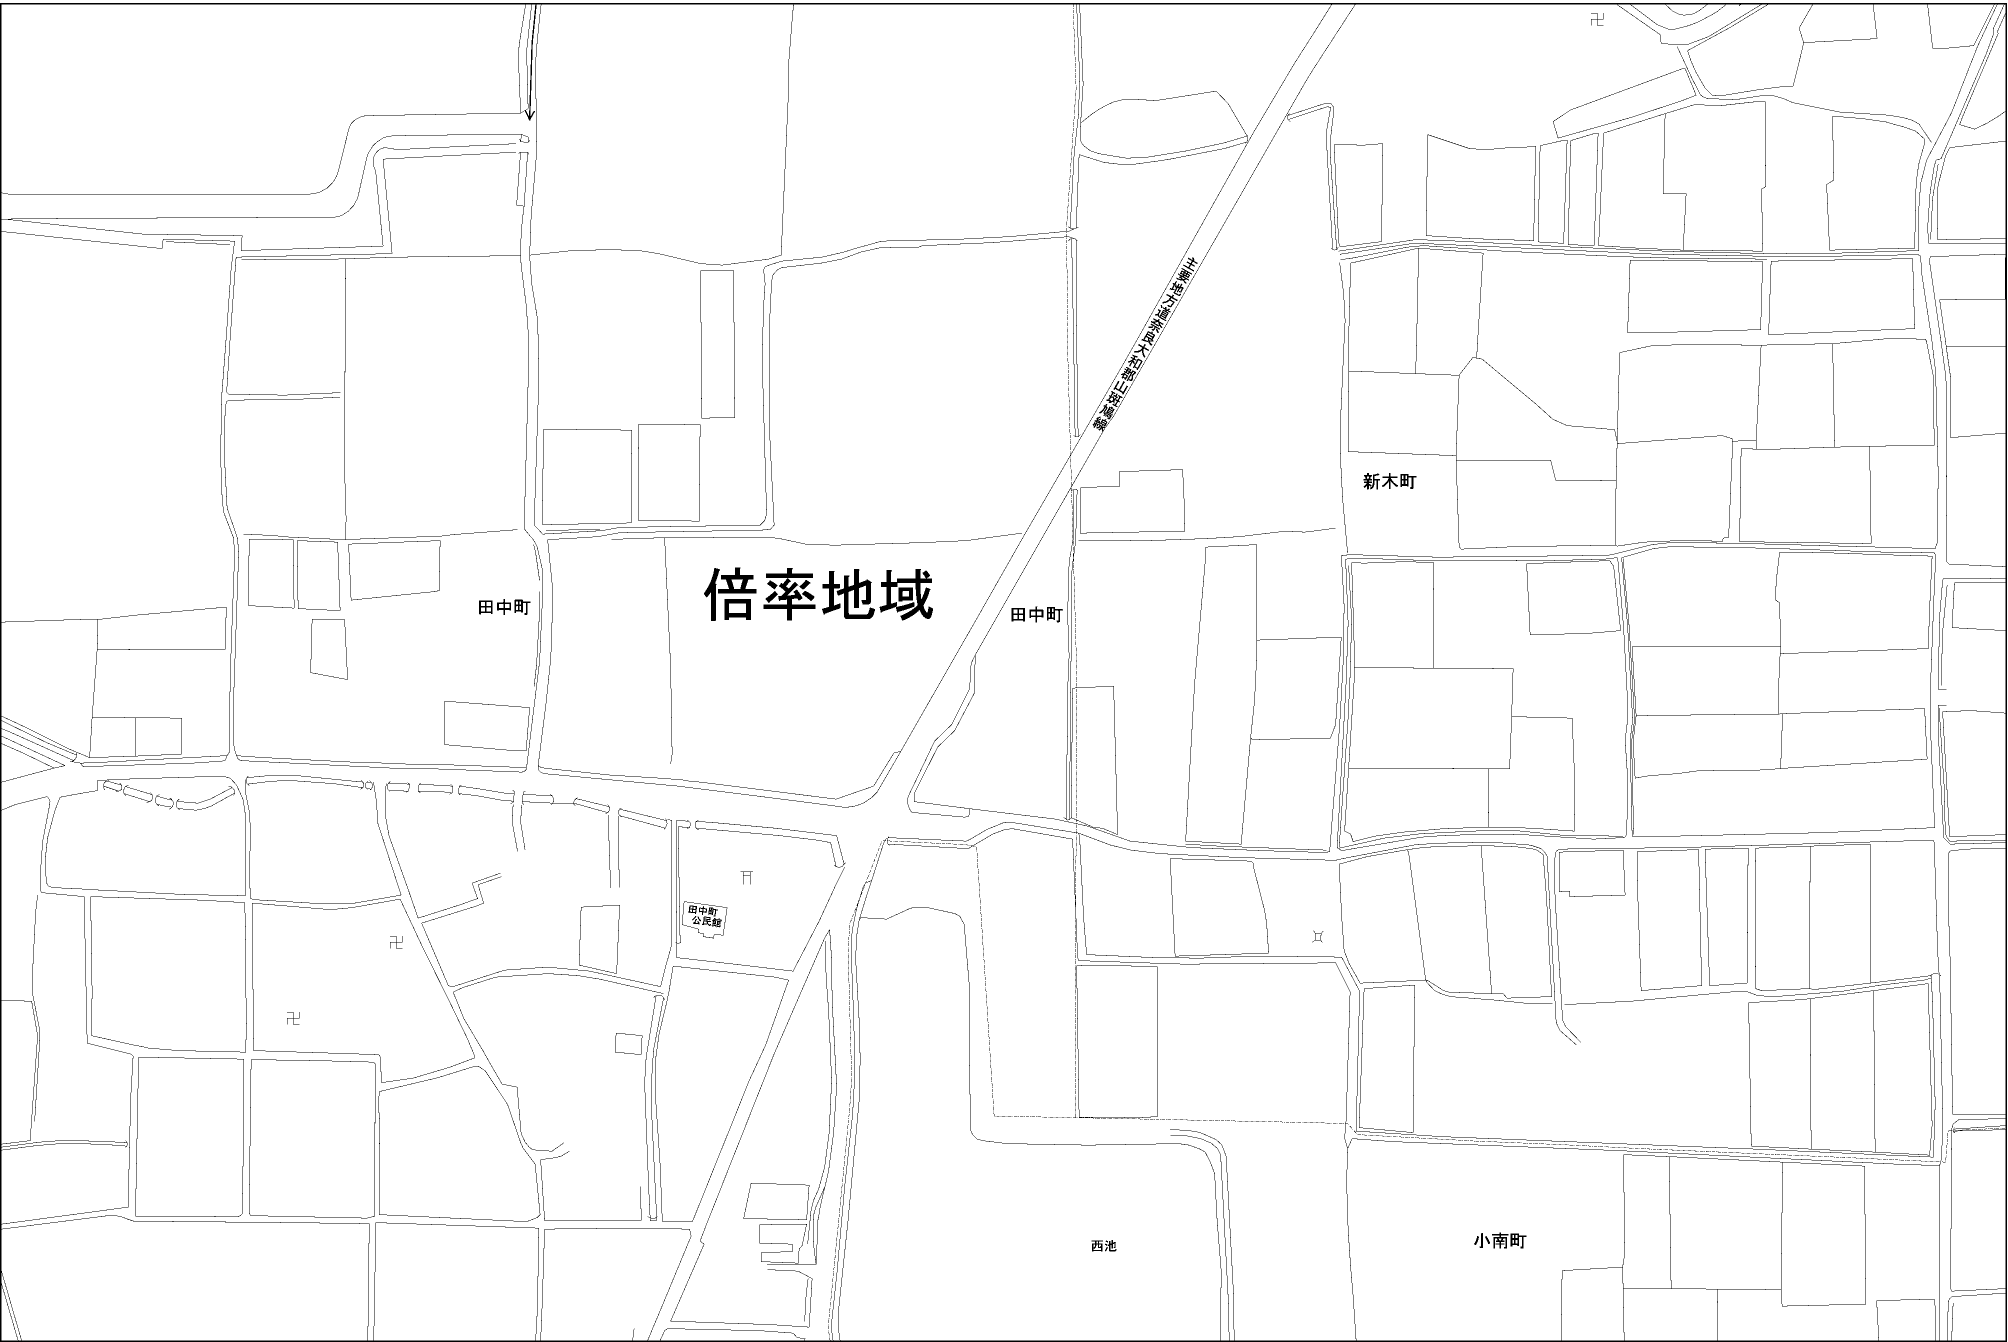 主要地方道奈良大和郡山斑鳩線
新木町
倍率地域
田中町
田中町
田中町
公民館
西池
小南町